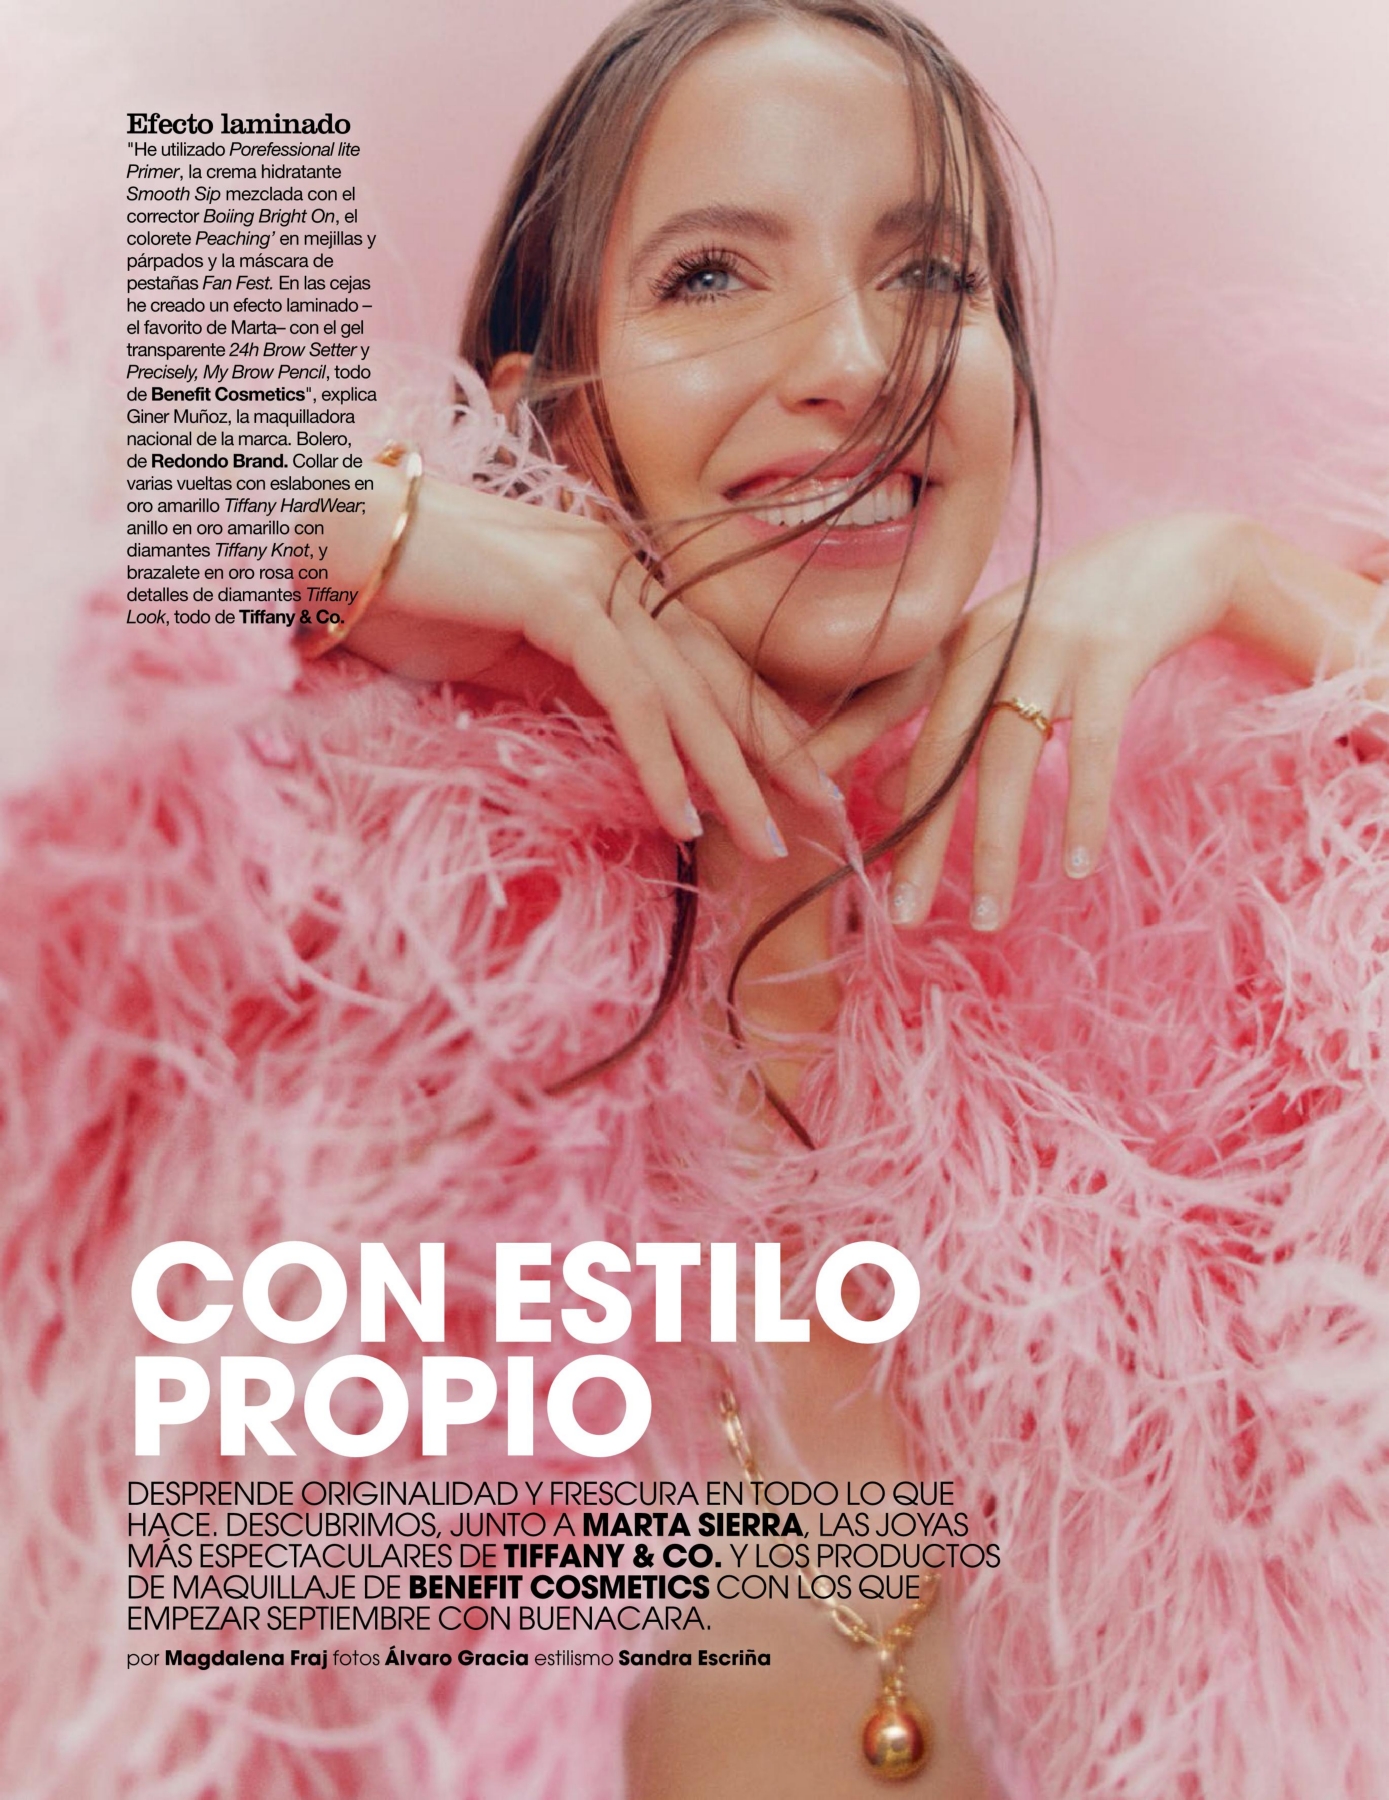 Efecto laminado
"He utilizado Porefessional lite
Primer, la crema hidratante
Smooth Sip mezclada con el
corrector Boiing Bright On, el
colorete Peaching’ en mejillas y
párpados y la máscara de
pestañas Fan Fest. En las cejas
he creado un efecto laminado –
el favorito de Marta– con el gel
transparente 24h Brow Setter y
Precisely, My Brow Pencil, todo
de Benefit Cosmetics", explica
Giner Muñoz, la maquilladora
nacional de la marca. Bolero,
de Redondo Brand. Collar de
varias vueltas con eslabones en
oro amarillo Tiffany HardWear;
anillo en oro amarillo con
diamantes Tiffany Knot, y
brazalete en oro rosa con
detalles de diamantes Tiffany
Look, todo de Tiffany & Co.
CON ESTILO
PROPIO
DESPRENDE ORIGINALIDAD Y FRESCURA EN TODO LO QUE
HACE. DESCUBRIMOS, JUNTO A MARTA SIERRA, LAS JOYAS
MÁS ESPECTACULARES DE TIFFANY & CO. Y LOS PRODUCTOS
DE MAQUILLAJE DE BENEFIT COSMETICS CON LOS QUE
EMPEZAR SEPTIEMBRE CON BUENACARA.
por Magdalena Fraj fotos Álvaro Gracia estilismo Sandra Escriña